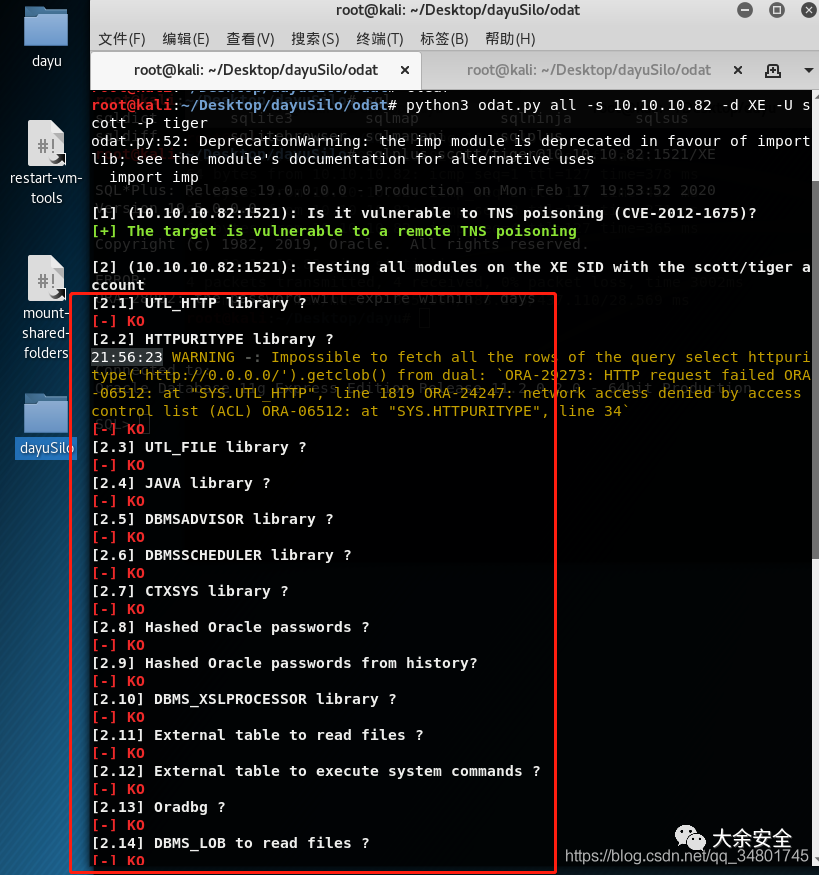 root@kali: ~/Desktop/dayuSilo/odat
文件(F) 编辑(E) 查看(V) 搜索(S) 终端(T) 标签(B) 帮助(H)
root@kali: ~/Desktop/dayuSilo/odat × root@kali: ~/Desktop/dayuSilo/odat ×
dayu
restart-vm-
tools
mount-
shared-
folders
dayuSilo
root@kali:~/Desktop/dayuSilo/odat# python3 odat.py all -s 10.10.10.82 -d XE -U s
cott -P tiger
odat.py:52: DeprecationWarning: the imp module is deprecated in favour of import
lib; see the module's documentation for alternative uses
import imp
[1] (10.10.10.82:1521): Is it vulnerable to TNS poisoning (CVE-2012-1675)?
[+] The target is vulnerable to a remote TNS poisoning
[2] (10.10.10.82:1521): Testing all modules on the XE SID with the scott/tiger a
ccount
[2.1] UTL_HTTP library ?
[-] KO
[2.2] HTTPURITYPE library ?
21:56:23 WARNING -: Impossible to fetch all the rows of the query select httpuri
type('http://0.0.0.0/').getclob() from dual: `ORA-29273: HTTP request failed ORA
-06512: at "SYS.UTL_HTTP", line 1819 ORA-24247: network access denied by access
control list (ACL) ORA-06512: at "SYS.HTTPURITYPE", line 34`
[-] KO
[2.3] UTL_FILE library ?
[-] KO
[2.4] JAVA library ?
[-] KO
[2.5] DBMSADVISOR library ?
[-] KO
[2.6] DBMSSCHEDULER library ?
[-] KO
[2.7] CTXSYS library ?
[-] KO
[2.8] Hashed Oracle passwords ?
[-] KO
[2.9] Hashed Oracle passwords from history?
[-] KO
[2.10] DBMS_XSLPROCESSOR library ?
[-] KO
[2.11] External table to read files ?
[-] KO
[2.12] External table to execute system commands ?
[-] KO
[2.13] Oradbg ?
[-] KO
[2.14] DBMS_LOB to read files ?
[-] KO
大余安全
https://blog.csdn.net/qq_34801745